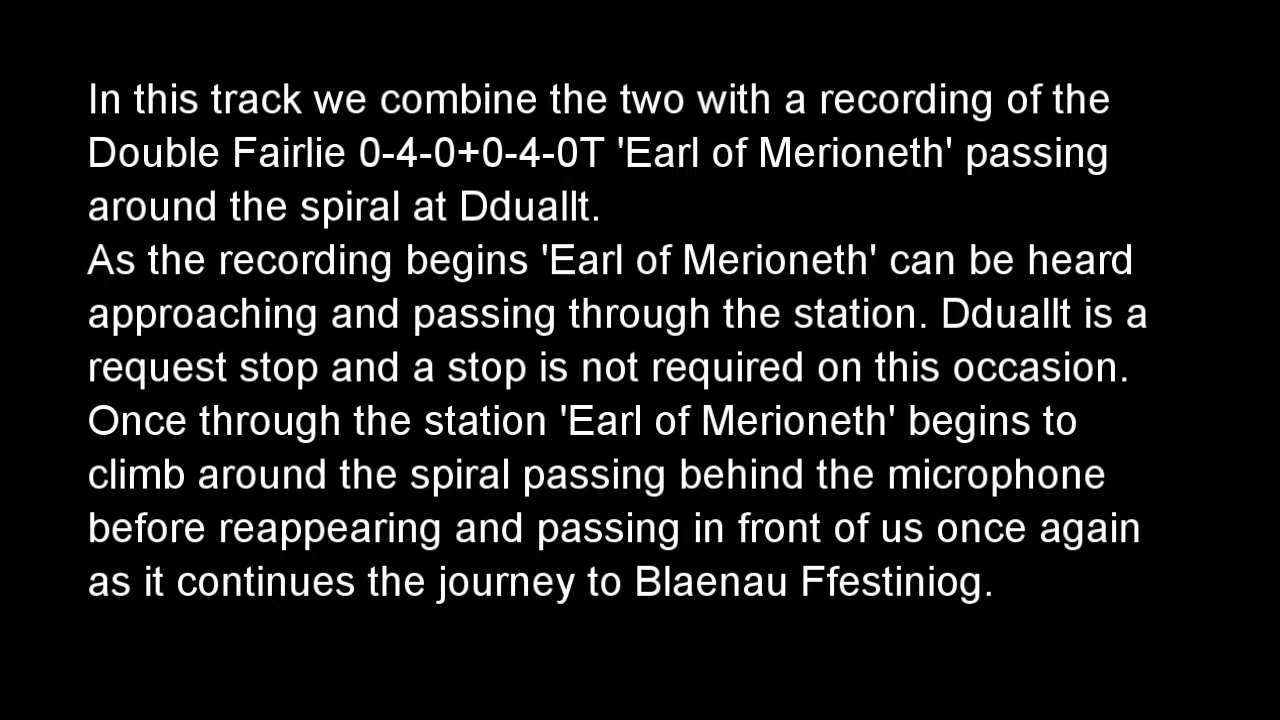 In this track we combine the two with a recording of the
Double Fairlie 0-4-0+0-4-0T 'Earl of Merioneth' passing
around the spiral at Dduallt.
As the recording begins 'Earl of Merioneth' can be heard
approaching and passing through the station. Dduallt is a
request stop and a stop is not required on this occasion.
Once through the station 'Earl of Merioneth' begins to
climb around the spiral passing behind the microphone
before reappearing and passing in front of us once again
as it continues the journey to Blaenau Ffestiniog.